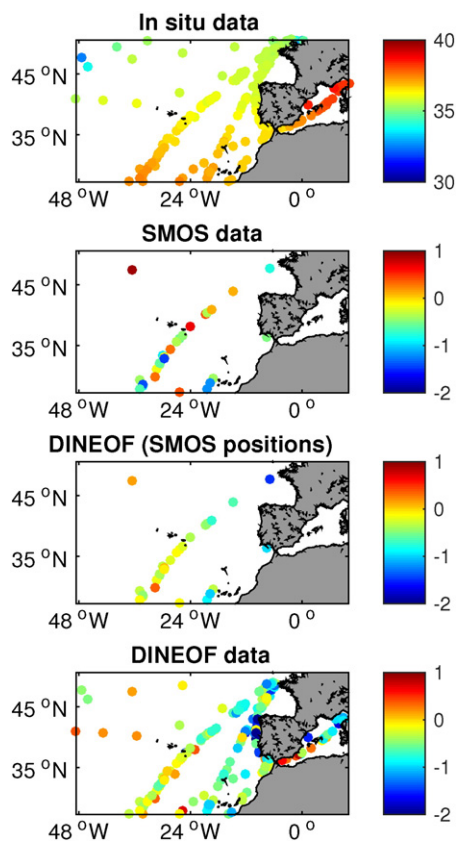 In situ data
45 °N
35 °N
48 °W 24 °W 0 °
40
35
30
SMOS data
45 °N
35 °N
48 °W 24 °W 0 °
1
0
-1
-2
DINEOF (SMOS positions)
45 °N
35 °N
48 °W 24 °W 0 °
1
0
-1
-2
DINEOF data
45 °N
35 °N
48 °W 24 °W 0 °
1
0
-1
-2